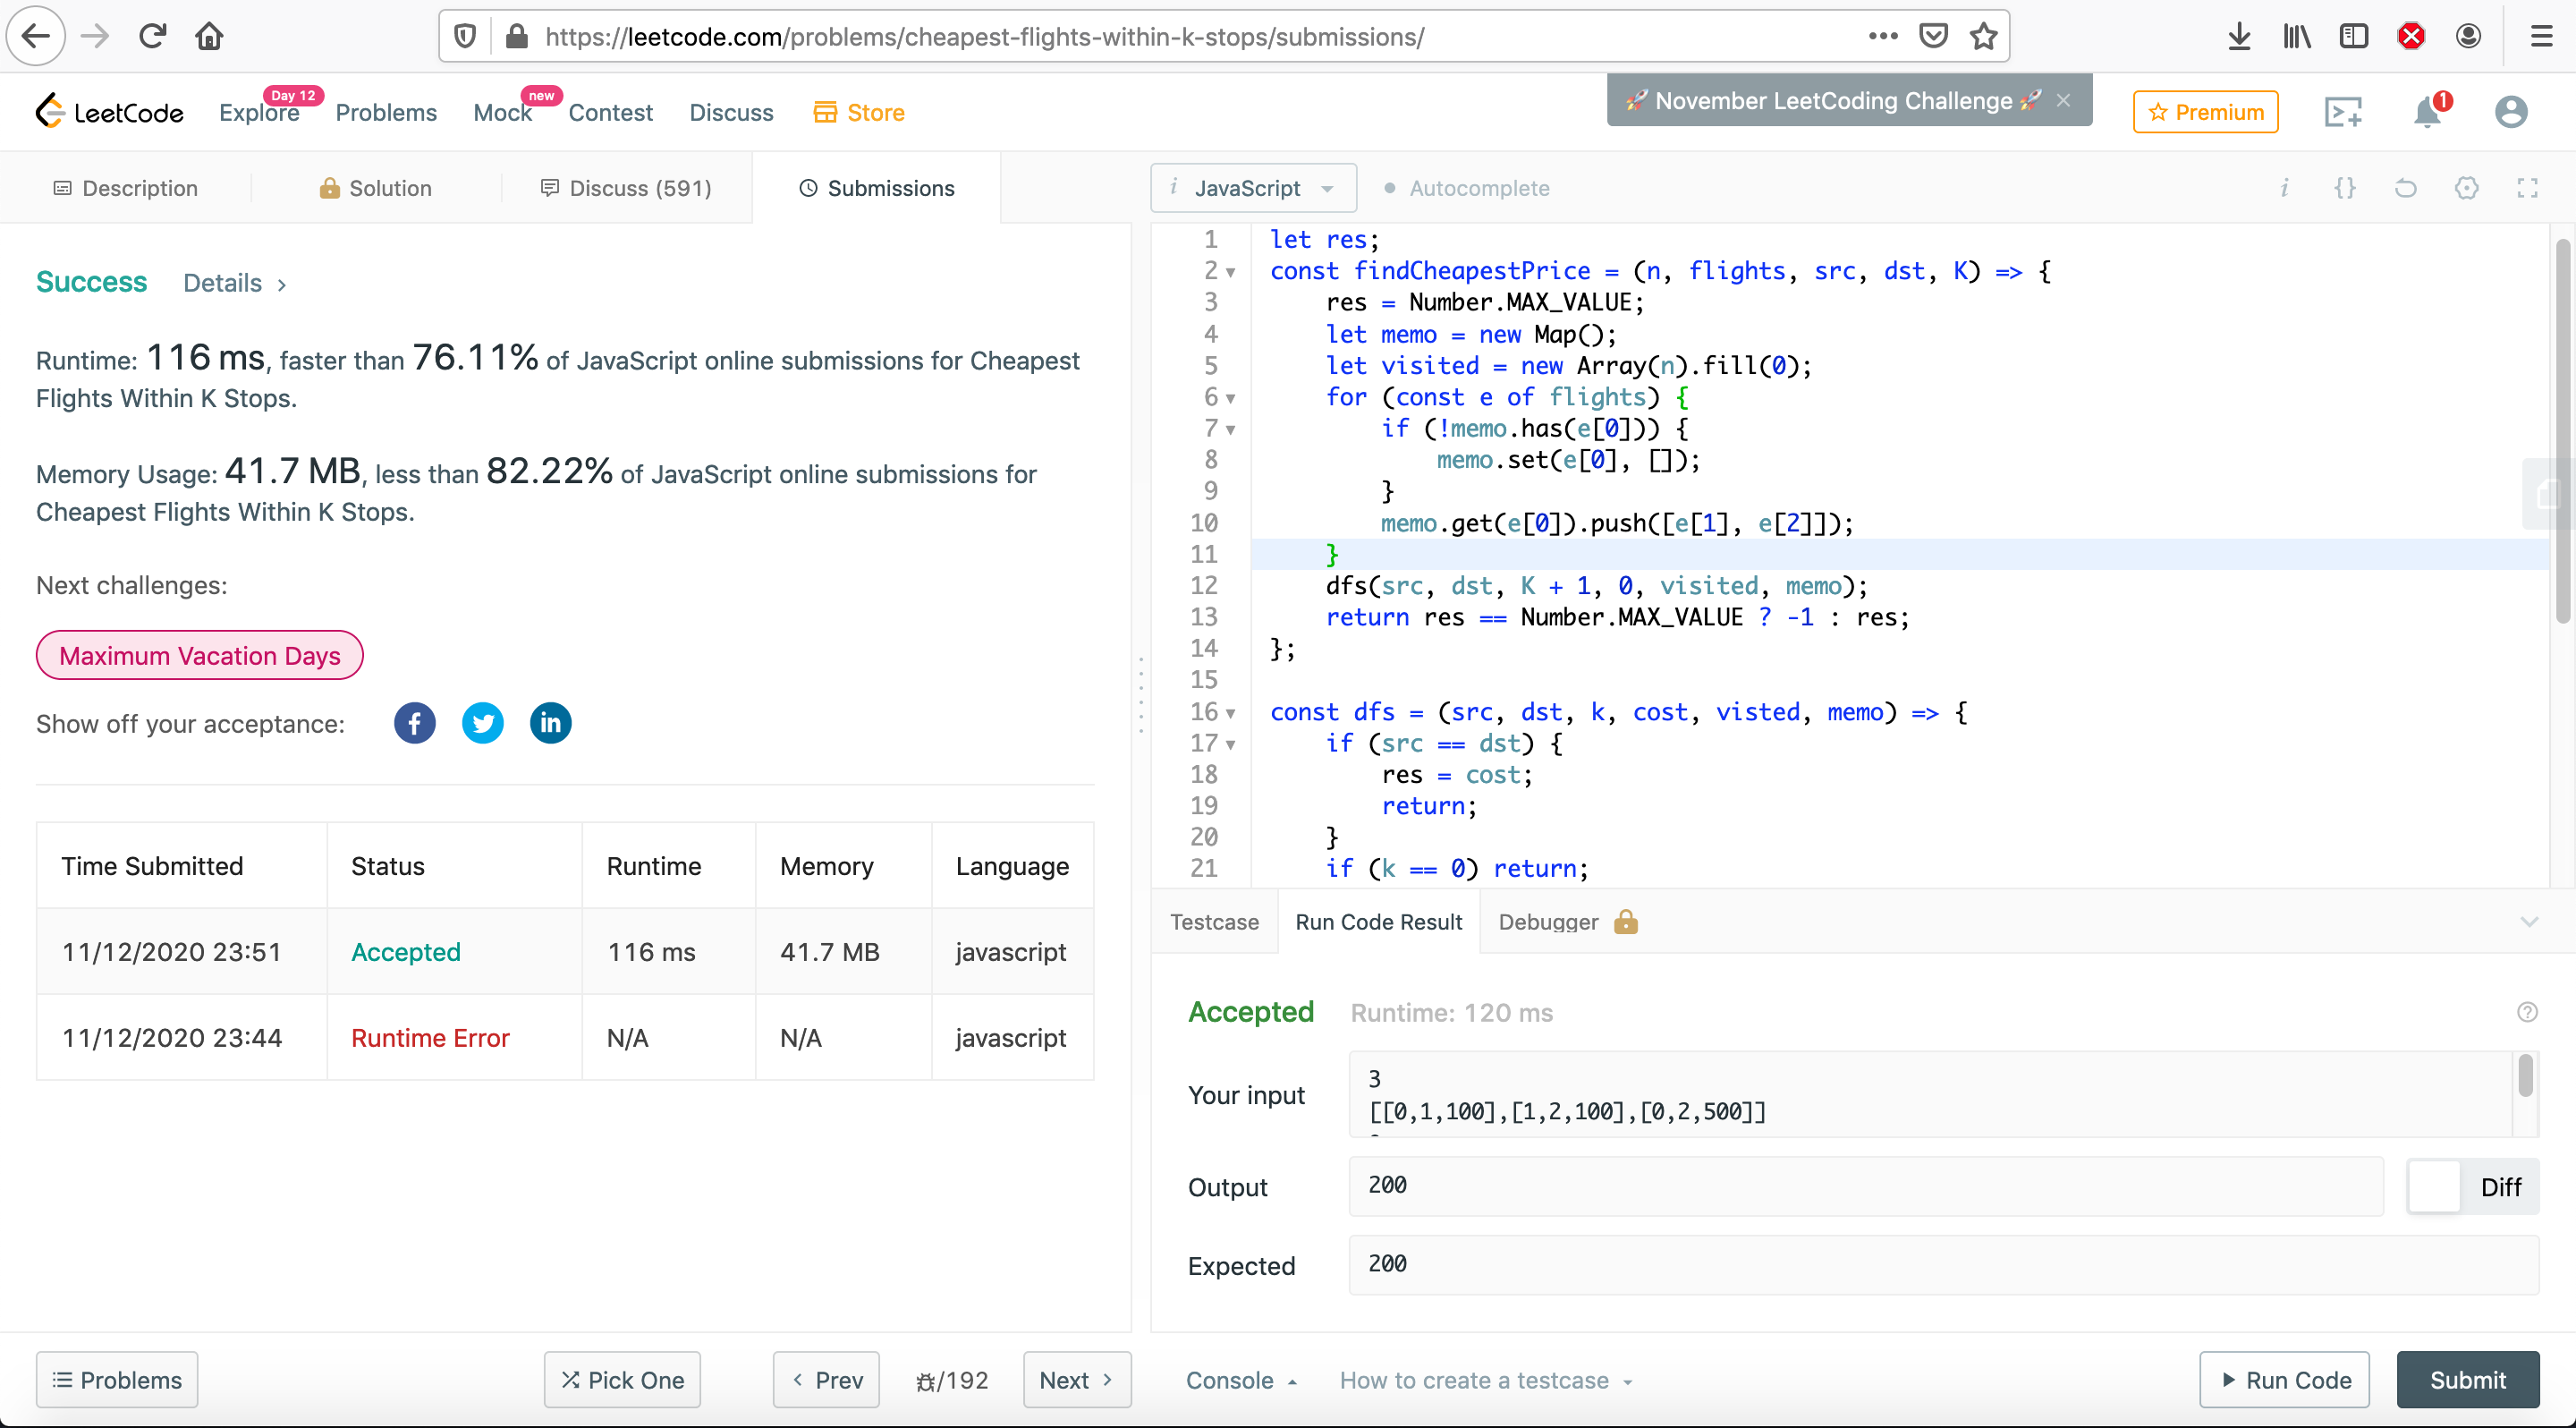 https://leetcode.com/problems/cheapest-flights-within-k-stops/submissions/
LeetCode
Explore
Day 12
Problems
Mock
new
Contest
Discuss
Store
🚀 November LeetCoding Challenge 🚀 ×
Premium
1
Description
Solution
Discuss (591)
Submissions
i JavaScript
Autocomplete
i {}
Success Details >
Runtime: 116 ms, faster than 76.11% of JavaScript online submissions for Cheapest
Flights Within K Stops.
Memory Usage: 41.7 MB, less than 82.22% of JavaScript online submissions for
Cheapest Flights Within K Stops.
Next challenges:
Maximum Vacation Days
Show off your acceptance:
Time Submitted Status Runtime Memory Language
11/12/2020 23:51 Accepted 116 ms 41.7 MB javascript
11/12/2020 23:44 Runtime Error N/A N/A javascript
1 let res;
2 const findCheapestPrice = (n, flights, src, dst, K) => {
3 res = Number.MAX_VALUE;
4 let memo = new Map();
5 let visited = new Array(n).fill(0);
6 for (const e of flights) {
7 if (!memo.has(e[0])) {
8 memo.set(e[0], []);
9 }
10 memo.get(e[0]).push([e[1], e[2]]);
11 }
12 dfs(src, dst, K + 1, 0, visited, memo);
13 return res == Number.MAX_VALUE ? -1 : res;
14 };
15
16 const dfs = (src, dst, k, cost, visted, memo) => {
17 if (src == dst) {
18 res = cost;
19 return;
20 }
21 if (k == 0) return;
Testcase
Run Code Result
Debugger
Accepted Runtime: 120 ms
Your input
3
[[0,1,100],[1,2,100],[0,2,500]]
Output
200
Diff
Expected
200
Problems
Pick One
< Prev
/192
Next >
Console
How to create a testcase
Run Code
Submit